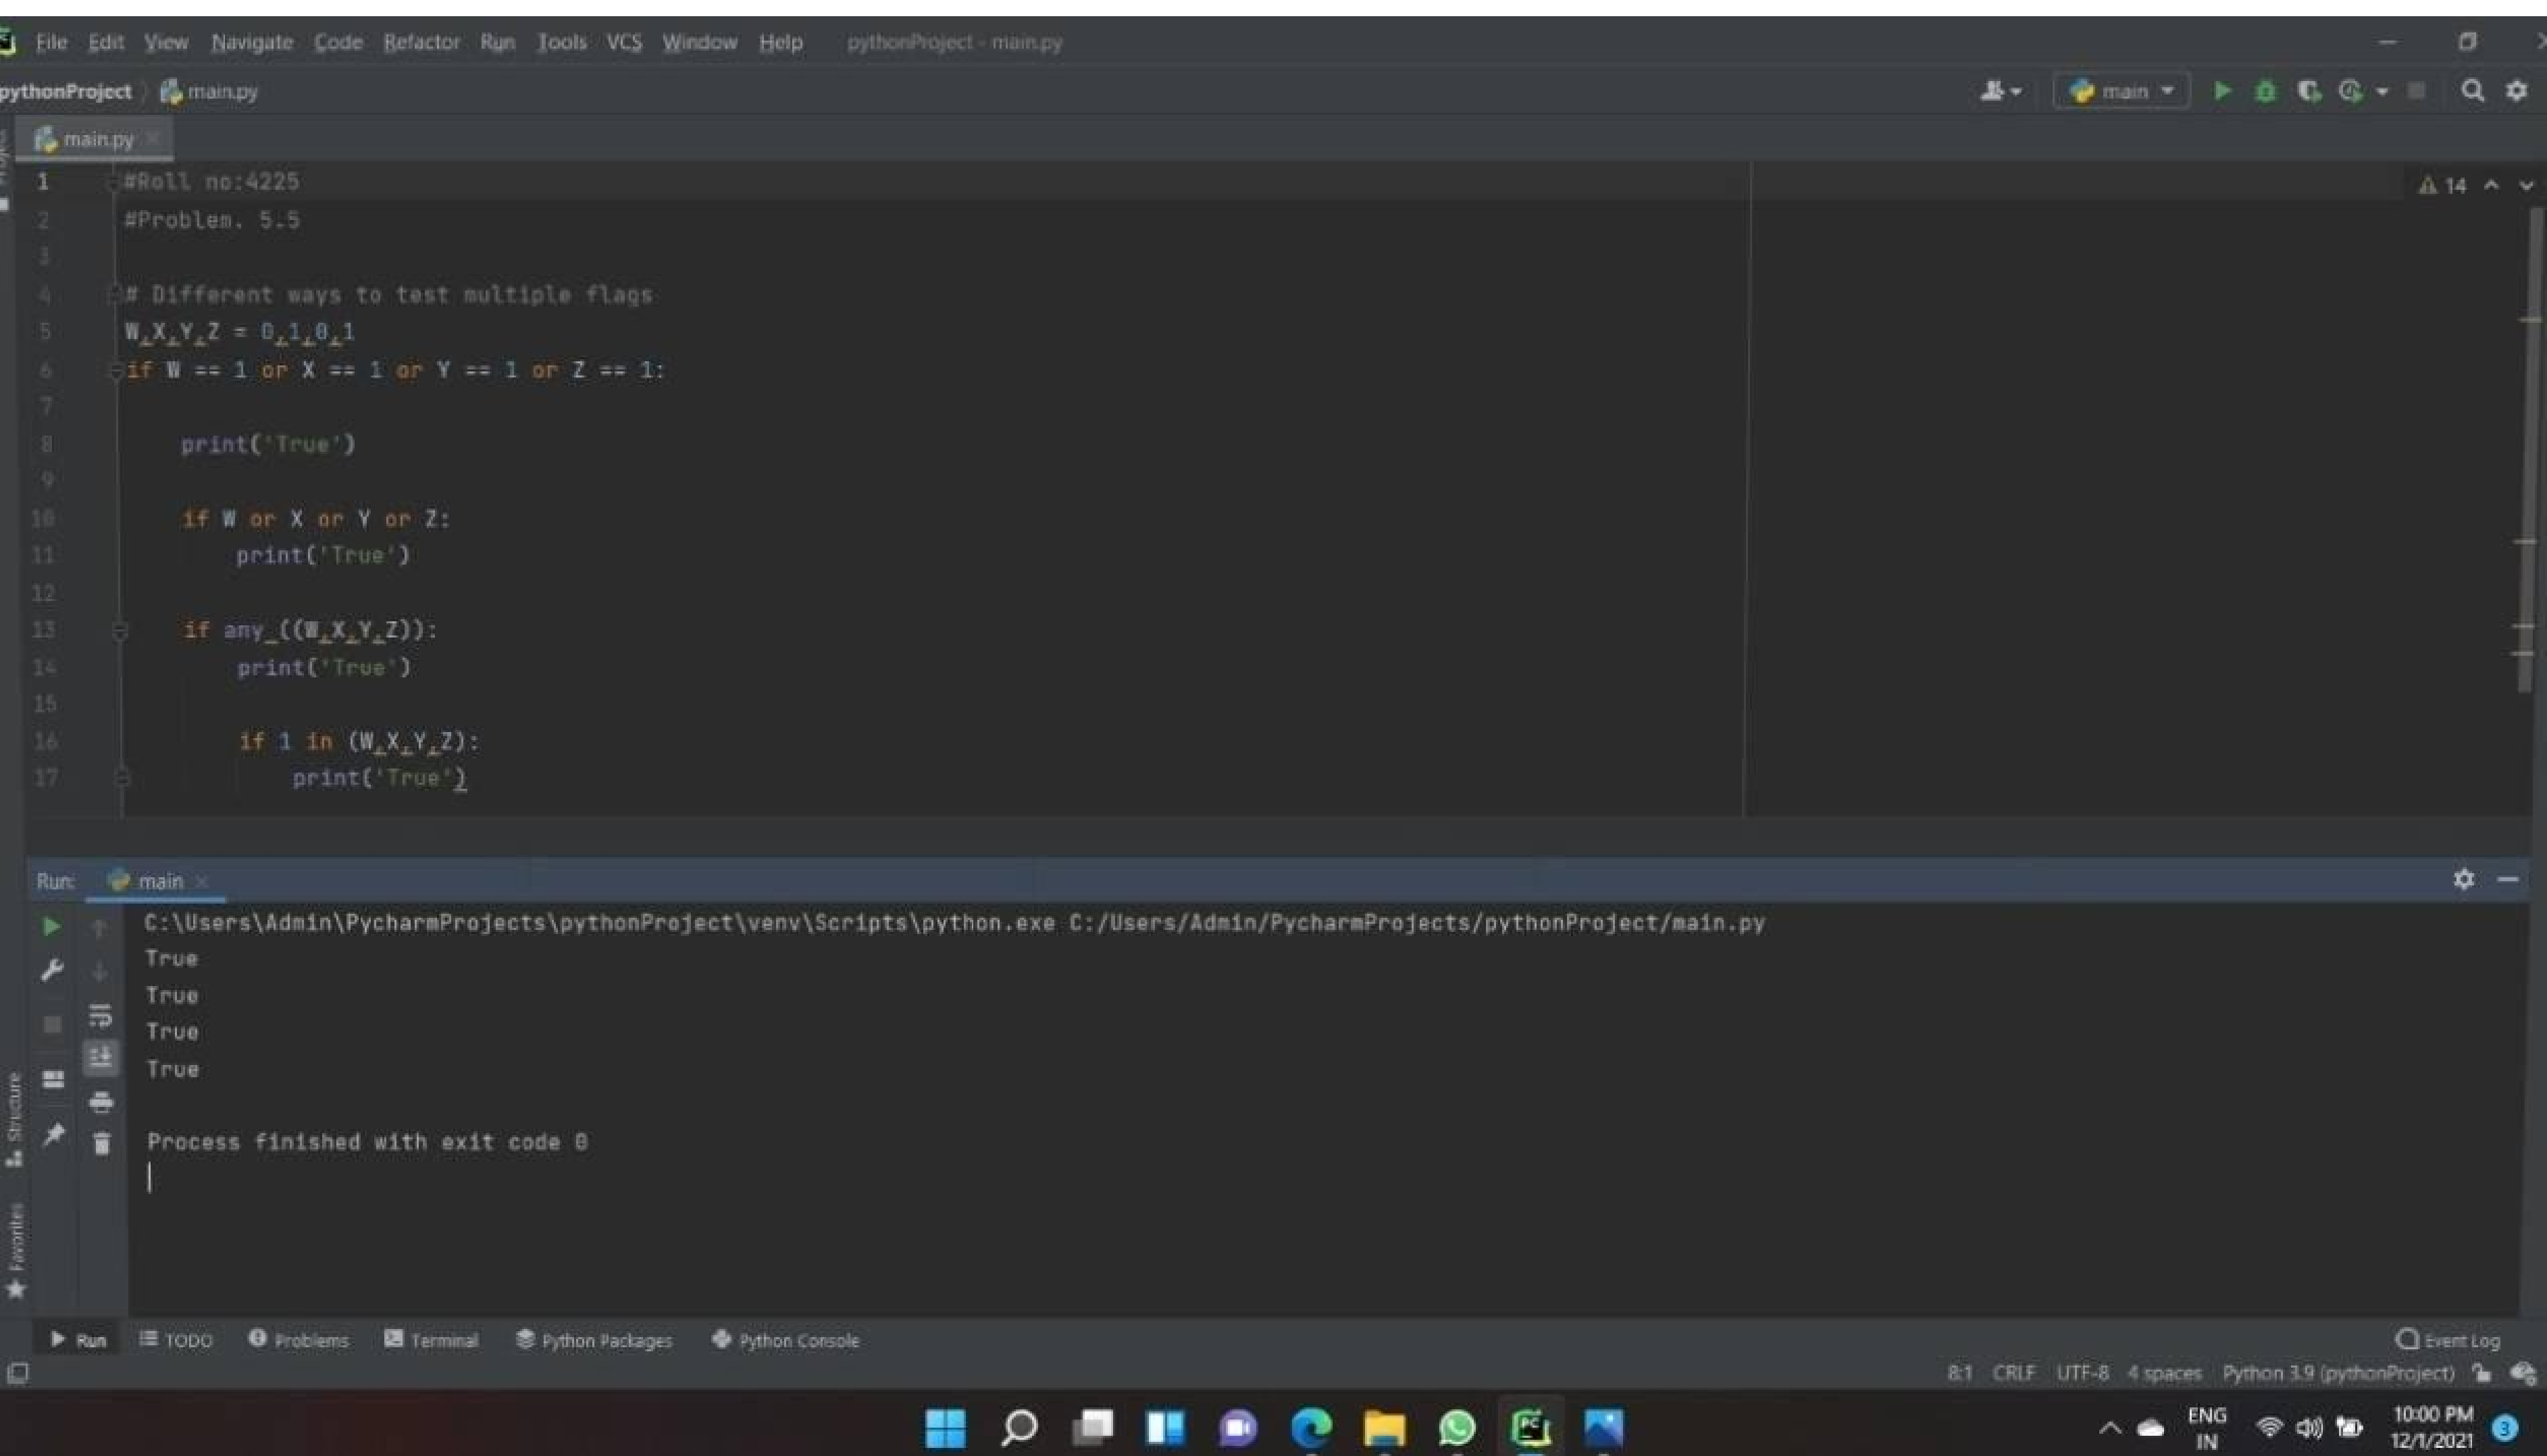 File Edit View Navigate Code Refactor Run Tools VCS Window Help pythonProject - main.py
pythonProject main.py
main
main.py
1 #Roll no:4225
14
2 #Problem. 5.5
3
4 # Different ways to test multiple flags
5 W,X,Y,Z = 0,1,0,1
6 if W == 1 or X == 1 or Y == 1 or Z == 1:
7
8 print('True')
9
10 if W or X or Y or Z:
11 print('True')
12
13 if any ((W,X,Y,Z)):
14 print('True')
15
16 if 1 in (W,X,Y,Z):
17 print('True')
Run: main
C:\Users\Admin\PycharmProjects\pythonProject\venv\Scripts\python.exe C:/Users/Admin/PycharmProjects/pythonProject/main.py
True
True
True
True
Process finished with exit code 0
Structure
Favorites
Run TODO Problems Terminal Python Packages Python Console Event Log
8:1 CRLF UTF-8 4 spaces Python 3.9 (pythonProject)
ENG
IN
10:00 PM
12/1/2021
3